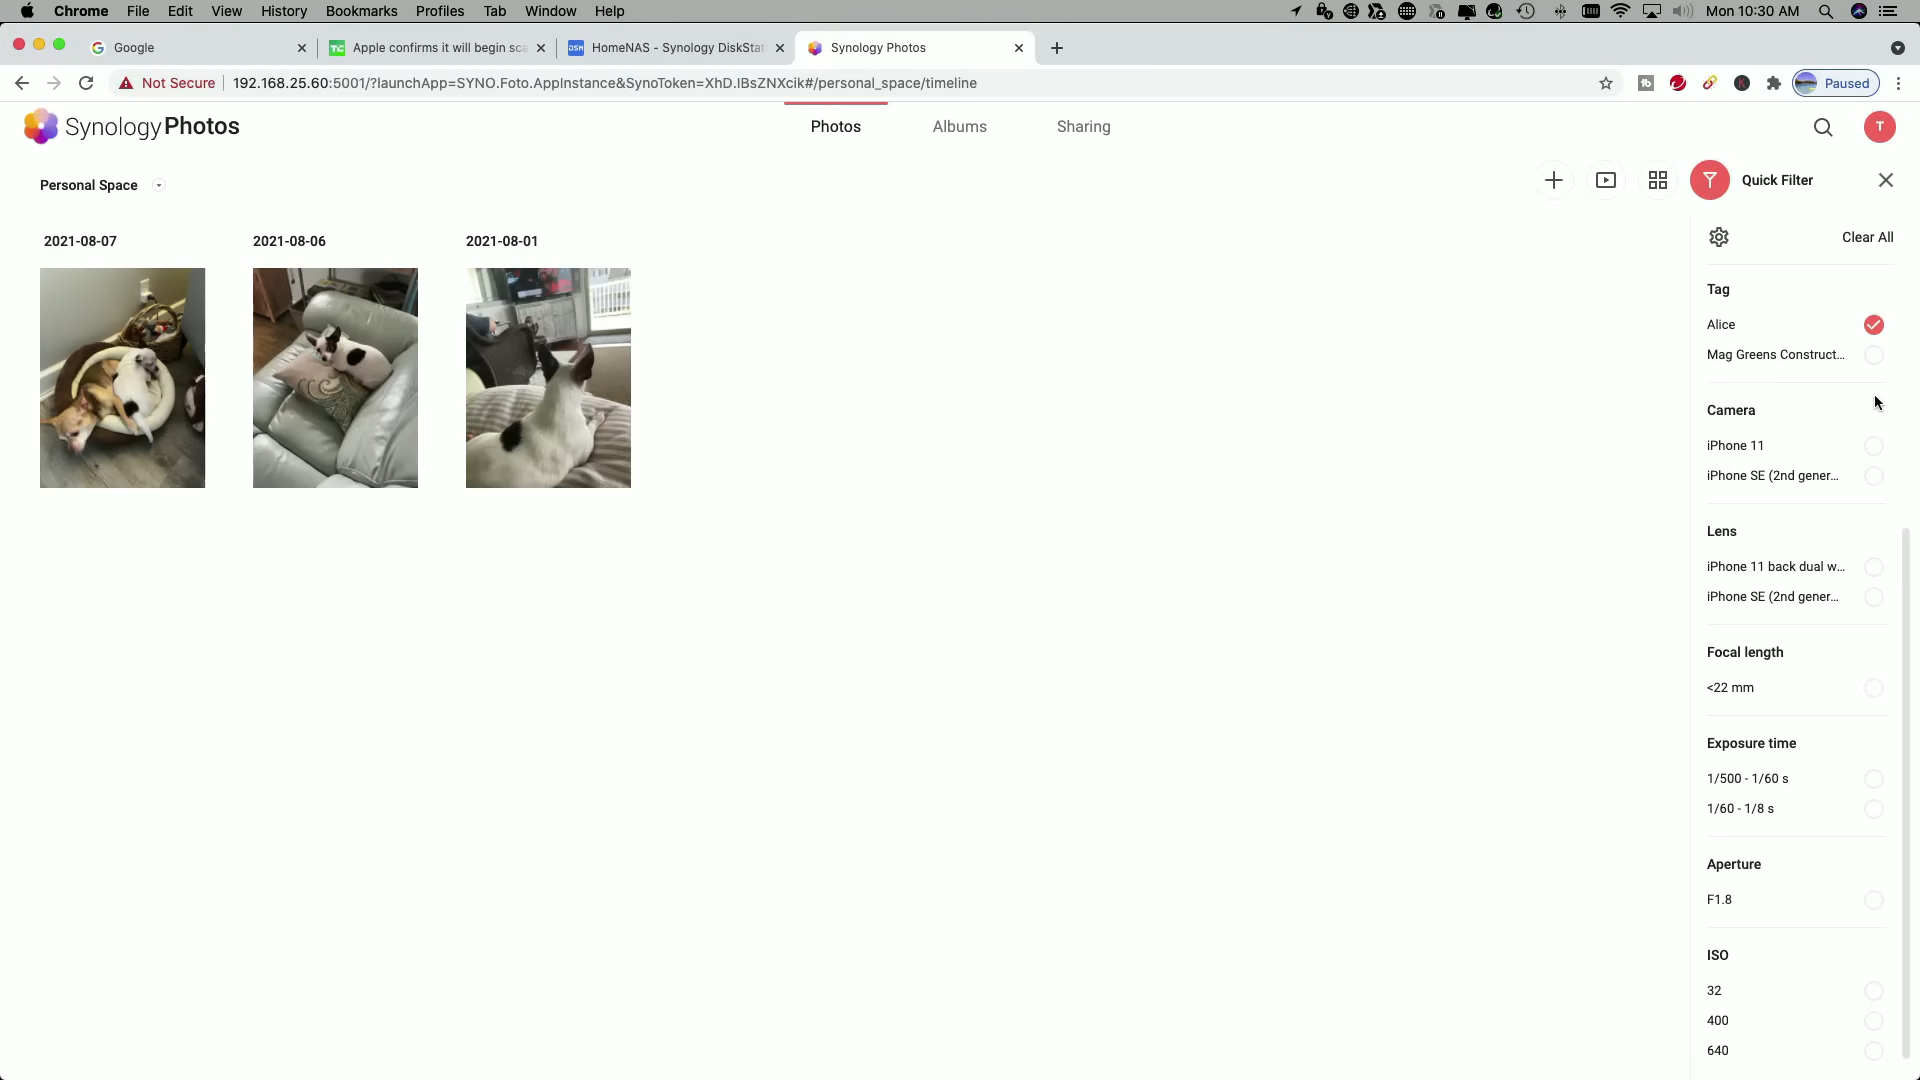 Chrome File Edit View History Bookmarks Profiles Tab Window Help Mon 10:30 AM
Google Apple confirms it will begin sca HomeNAS - Synology DiskStat Synology Photos
Not Secure 192.168.25.60:5001/?launchApp=SYNO.Foto.AppInstance&SynoToken=XhD.IBsZNXcik#/personal_space/timeline Paused
Synology Photos Photos Albums Sharing T
Personal Space Quick Filter
2021-08-07 2021-08-06 2021-08-01
Clear All
Tag
Alice
Mag Greens Construct...
Camera
iPhone 11
iPhone SE (2nd gener...
Lens
iPhone 11 back dual w...
iPhone SE (2nd gener...
Focal length
<22 mm
Exposure time
1/500 - 1/60 s
1/60 - 1/8 s
Aperture
F1.8
ISO
32
400
640